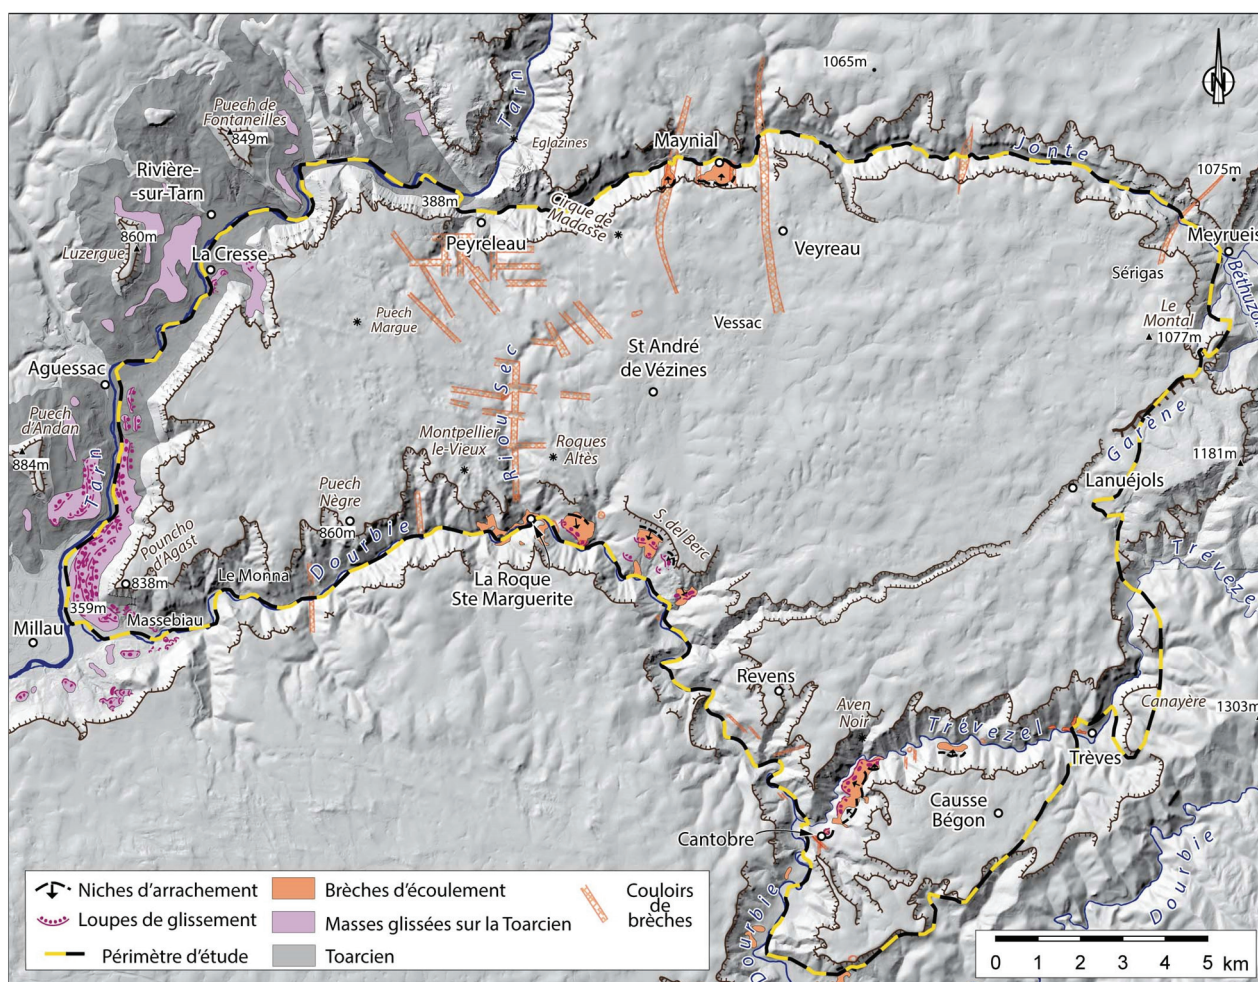 1065m
N
Puech de
Fontaneilles
849m
Tarn
Eglazines
Maynial
Jonte
1075m
Rivière-
-sur-Tarn
388m
Cirque de
Madasse
860m
Luzergue
La Cresse
Peyreleau
Veyreau
Meyrueis
Sérigas
Béthuzon
Puech
Margue
Vessac
Le
Montal
1077m
Riou Sec
St André
de Vézines
Aguessac
Puech
d'Andan
884m
Tarn
Montpellier
le-Vieux
Roques
Altès
Garène
1181m
Puech
Nègre
860m
Lanuéjols
Pouncho
d'Agast
838m
Dourbie
S. del Berc
Le Monna
La Roque
Ste Marguerite
Trévezel
359m
Massebiau
Millau
Revens
Aven
Noir
Trévezel
Canayère
1303m
Trèves
Causse
Bégon
Cantobre
Dourbie
Dourbie
Niches d'arrachement
Brèches d'écoulement
Couloirs
de
brèches
Loupes de glissement
Masses glissées sur la Toarcien
Périmètre d'étude
Toarcien
0 1 2 3 4 5 km